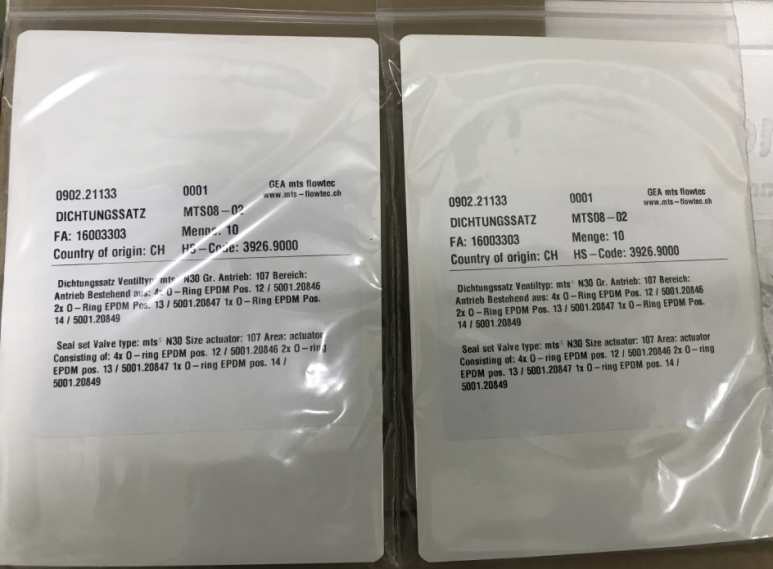 0902.21133 0001 GEA mts flowtec
www.mts-flowtec.ch
DICHTUNGSSATZ MTS08-02
FA: 16003303 Menge: 10
Country of origin: CH HS-Code: 3926.9000
Dichtungssatz Ventiltyp: mts® N30 Gr. Antrieb: 107 Bereich:
Antrieb Bestehend aus: 4x O-Ring EPDM Pos. 12 / 5001.20846
2x O-Ring EPDM Pos. 13 / 5001.20847 1x O-Ring EPDM Pos.
14 / 5001.20849
Seal set Valve type: mts® N30 Size actuator: 107 Area: actuator
Consisting of: 4x O-ring EPDM pos. 12 / 5001.20846 2x O-ring
EPDM pos. 13 / 5001.20847 1x O-ring EPDM pos. 14 /
5001.20849
0902.21133 0001 GEA mts flowtec
www.mts-flowtec.ch
DICHTUNGSSATZ MTS08-02
FA: 16003303 Menge: 10
Country of origin: CH HS-Code: 3926.9000
Dichtungssatz Ventiltyp: mts® N30 Gr. Antrieb: 107 Bereich:
Antrieb Bestehend aus: 4x O-Ring EPDM Pos. 12 / 5001.20846
2x O-Ring EPDM Pos. 13 / 5001.20847 1x O-Ring EPDM Pos.
14 / 5001.20849
Seal set Valve type: mts® N30 Size actuator: 107 Area: actuator
Consisting of: 4x O-ring EPDM pos. 12 / 5001.20846 2x O-ring
EPDM pos. 13 / 5001.20847 1x O-ring EPDM pos. 14 /
5001.20849